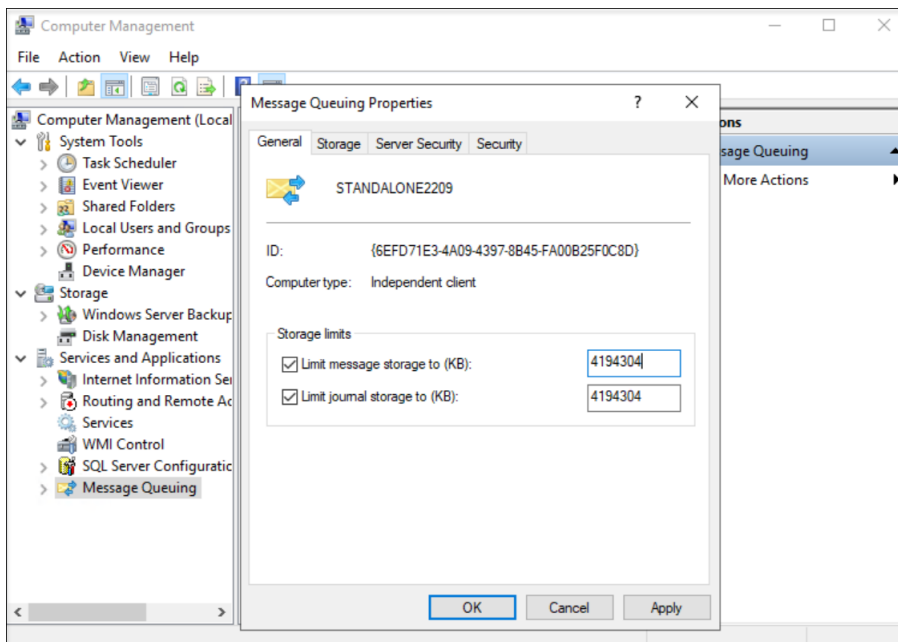 Computer Management
File Action View Help
Computer Management (Local
System Tools
Task Scheduler
Event Viewer
Shared Folders
Local Users and Groups
Performance
Device Manager
Storage
Windows Server Backup
Disk Management
Services and Applications
Internet Information Ser
Routing and Remote Ac
Services
WMI Control
SQL Server Configuratic
Message Queuing
Message Queuing Properties
General Storage Server Security Security
STANDALONE2209
ID: {6EFD71E3-4A09-4397-8B45-FA00B25F0C8D}
Computer type: Independent client
Storage limits
Limit message storage to (KB): 4194304
Limit journal storage to (KB): 4194304
OK Cancel Apply
ons
sage Queuing
More Actions